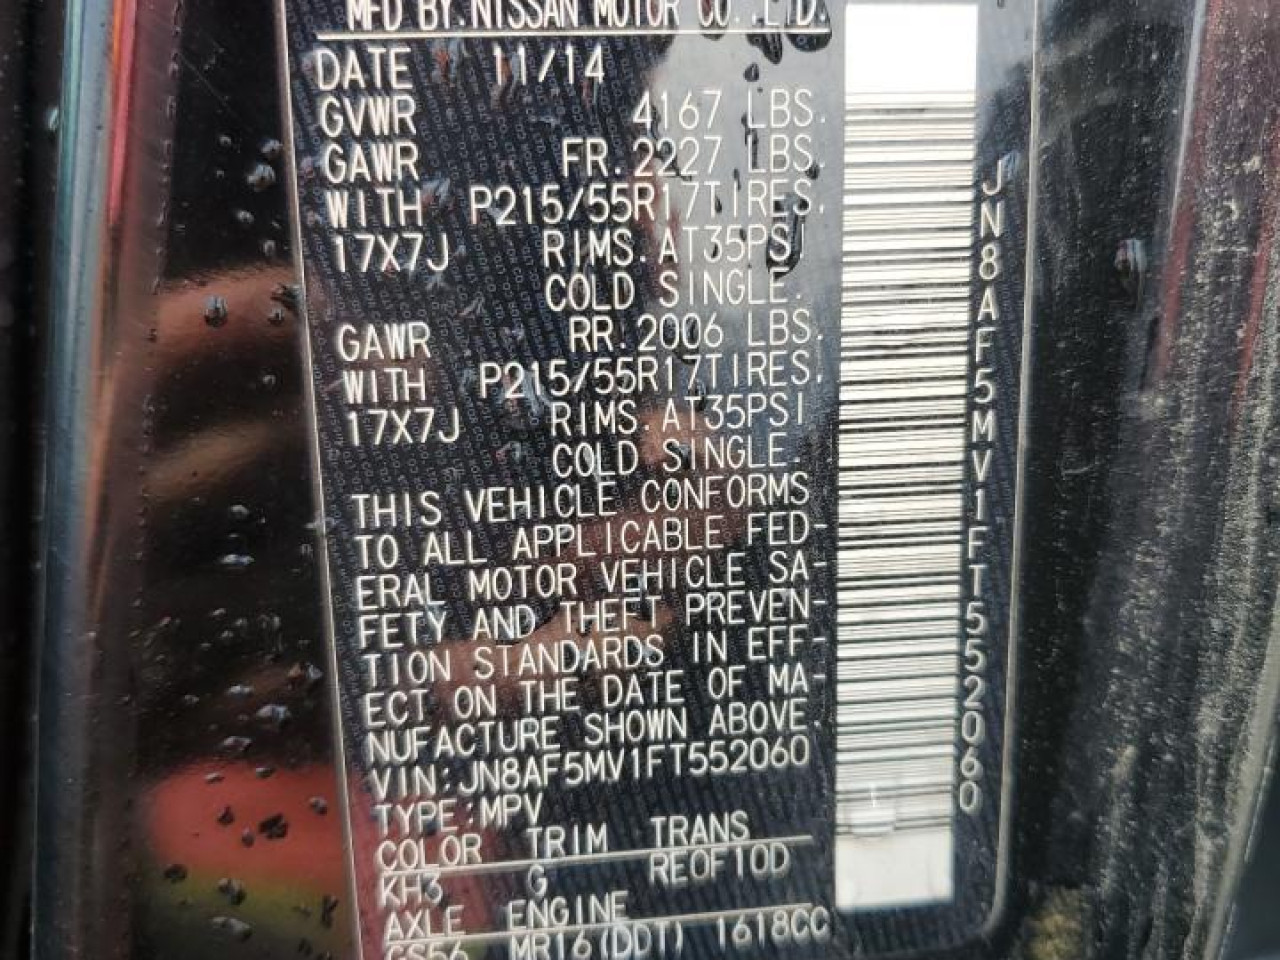 MFD BY.NISSAN MOTOR CO.,LTD.
DATE 11/14
GVWR 4167 LBS.
GAWR FR. 2227 LBS.
WITH P215/55R17TIRES.
17X7J RIMS. AT35PSI
COLD SINGLE.
GAWR RR. 2006 LBS.
WITH P215/55R17TIRES.
17X7J RIMS. AT35PSI
COLD SINGLE.
THIS VEHICLE CONFORMS
TO ALL APPLICABLE FED-
ERAL MOTOR VEHICLE SA-
FETY AND THEFT PREVEN-
TION STANDARDS IN EFF-
ECT ON THE DATE OF MA-
NUFACTURE SHOWN ABOVE.
VIN:JN8AF5MV1FT552060
TYPE:MPV
COLOR TRIM TRANS
KH3 G RE0F10D
AXLE ENGINE
GS56 MR16(DDT) 1618CC
JN8AF5MV1FT552060